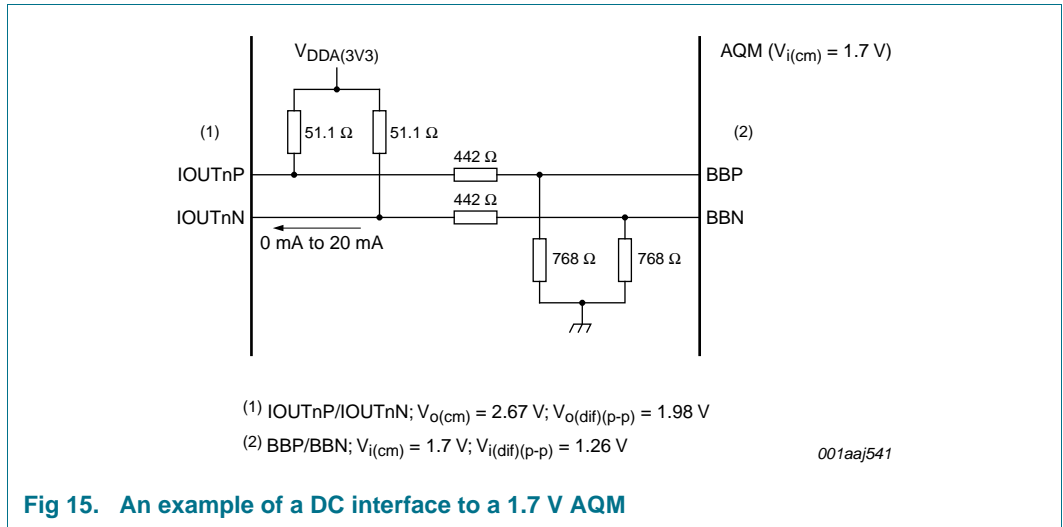 VDDA(3V3)
AQM (Vi(cm) = 1.7 V)
(1)
51.1 Ω
51.1 Ω
(2)
442 Ω
IOUTnP
BBP
442 Ω
IOUTnN
BBN
0 mA to 20 mA
768 Ω
768 Ω
(1) IOUTnP/IOUTnN; Vo(cm) = 2.67 V; Vo(dif)(p-p) = 1.98 V
(2) BBP/BBN; Vi(cm) = 1.7 V; Vi(dif)(p-p) = 1.26 V
001aaj541
Fig 15. An example of a DC interface to a 1.7 V AQM